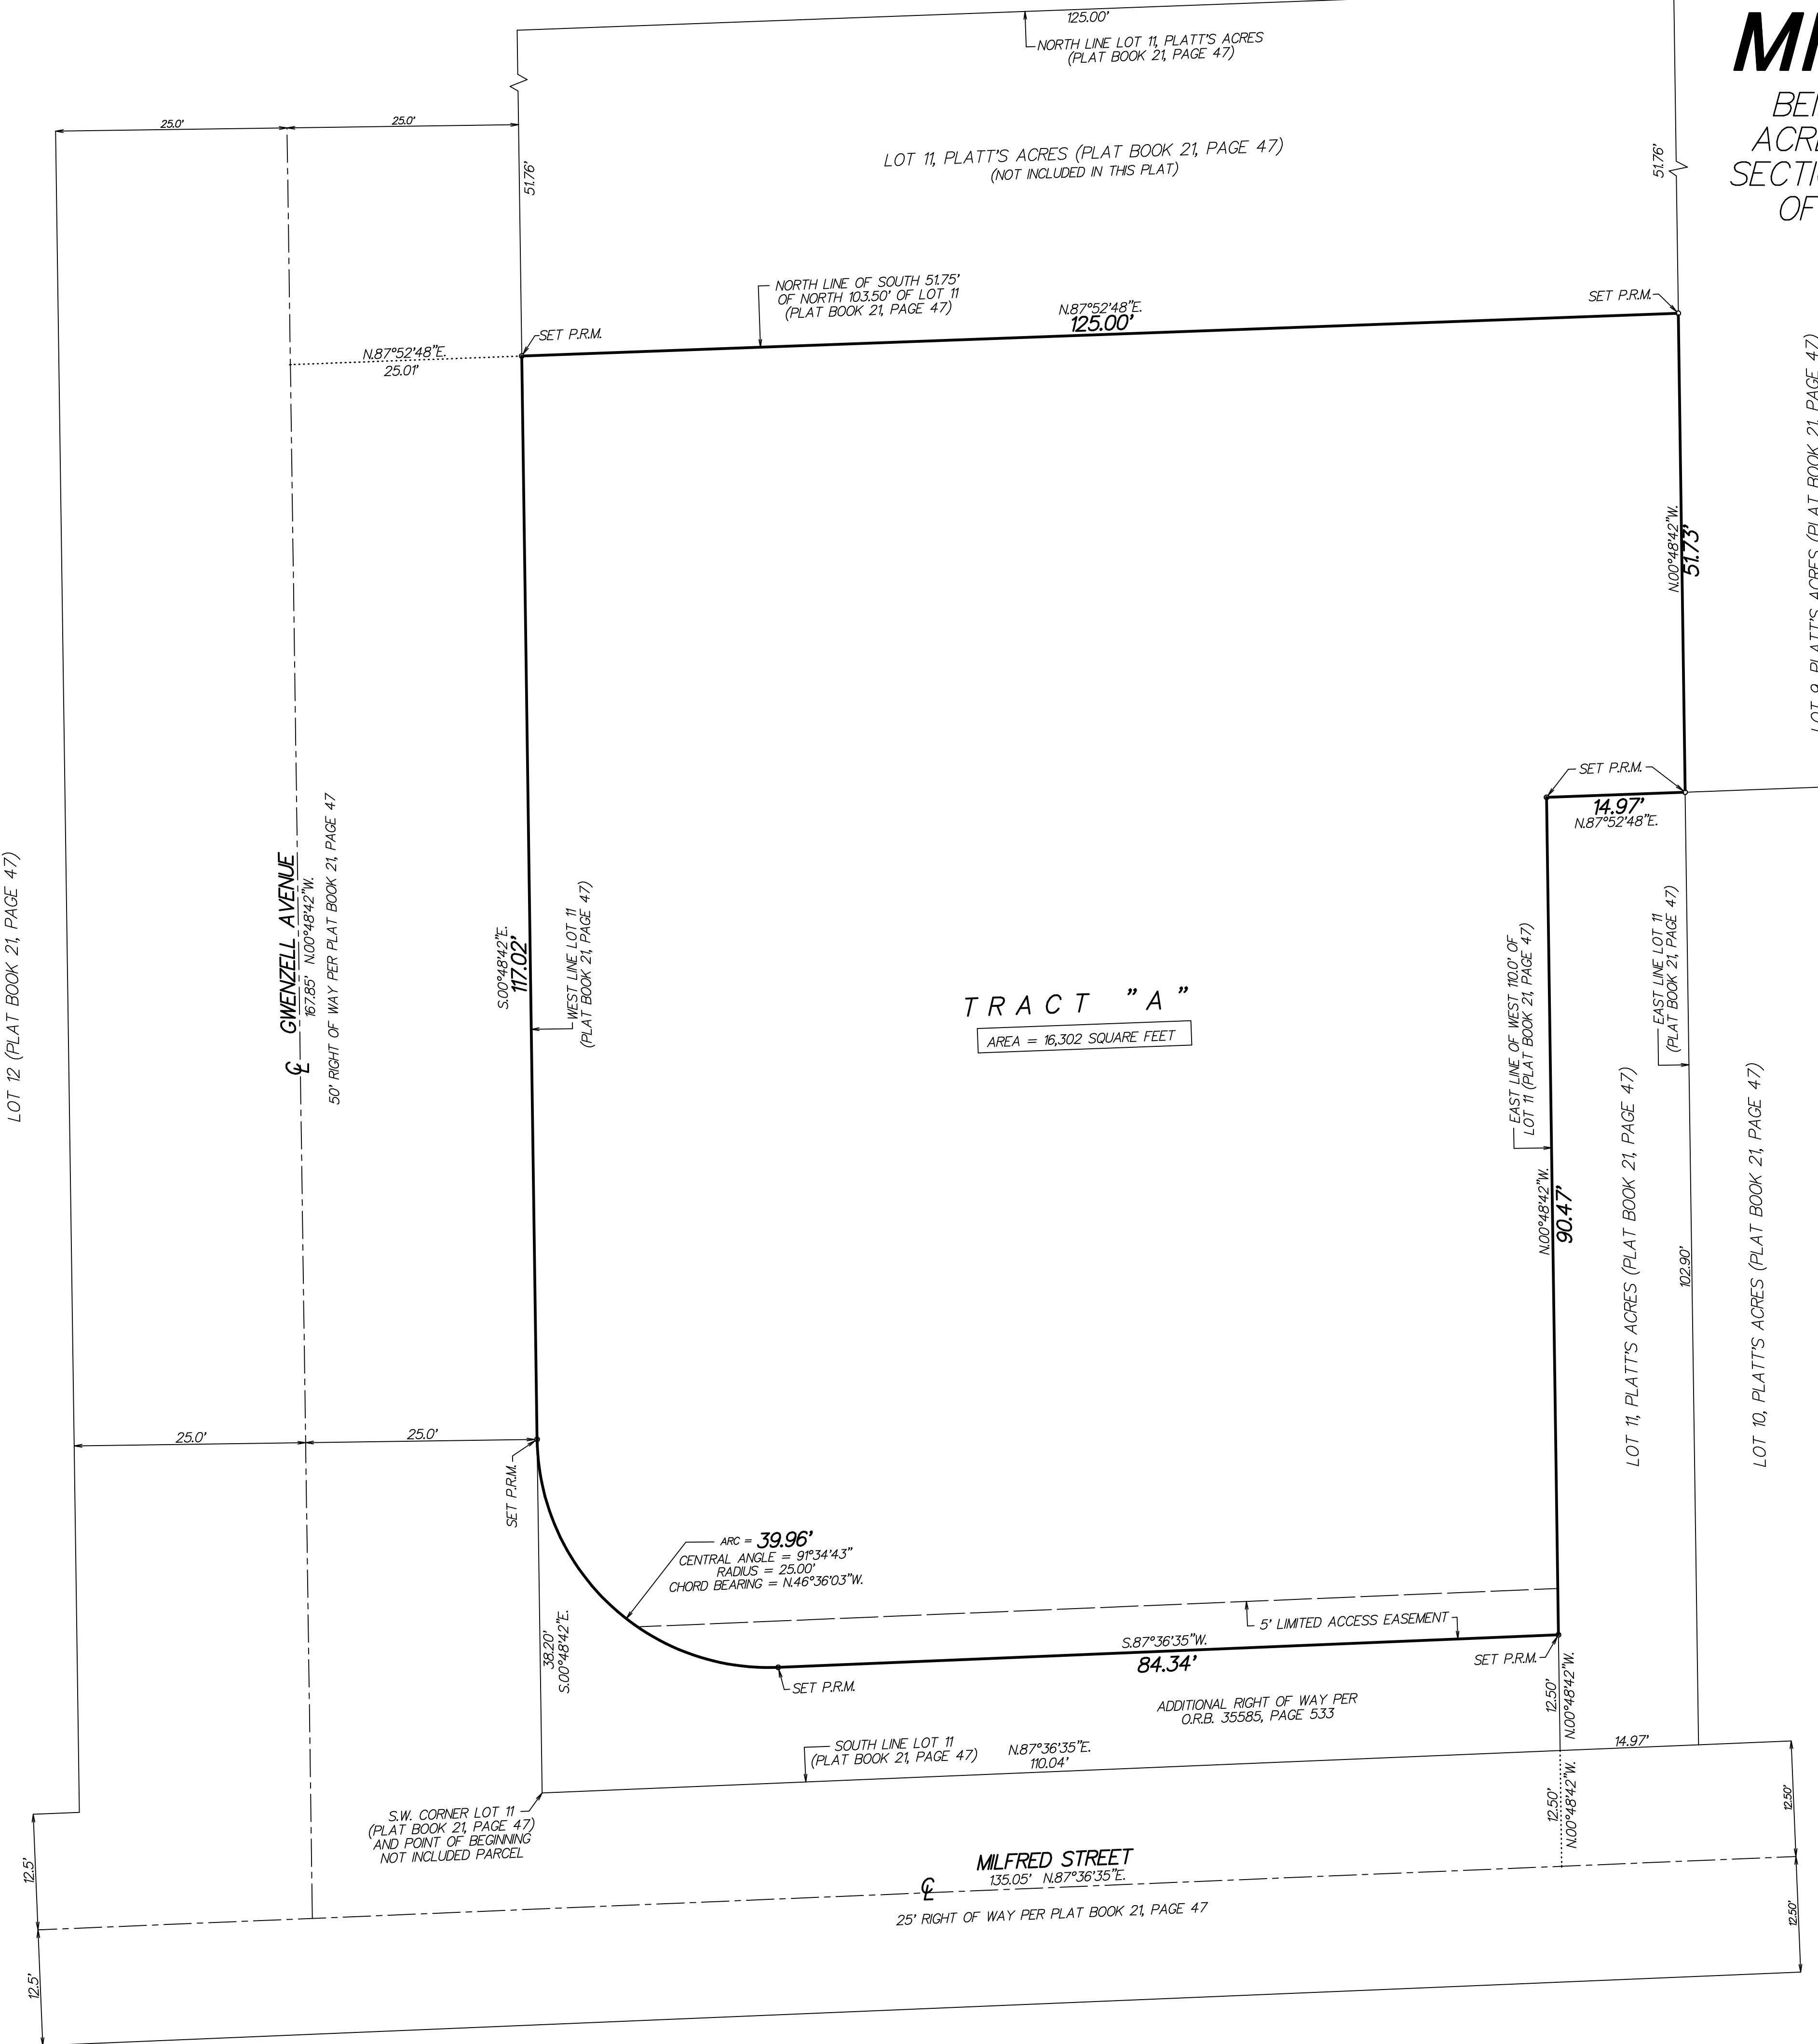 125.00'
NORTH LINE LOT 11, PLATT'S ACRES
(PLAT BOOK 21, PAGE 47)
MI
BEI
ACRE
SECTIO
OF
25.0'
25.0'
51.76'
51.76'
LOT 11, PLATT'S ACRES (PLAT BOOK 21, PAGE 47)
(NOT INCLUDED IN THIS PLAT)
NORTH LINE OF SOUTH 51.75'
OF NORTH 103.50' OF LOT 11
(PLAT BOOK 21, PAGE 47)
N.87°52'48"E.
125.00'
SET P.R.M.
SET P.R.M.
N.87°52'48"E.
25.01'
N.00°48'42"W.
51.73'
LOT 9, PLATT'S ACRES (PLAT BOOK 21, PAGE 47)
SET P.R.M.
14.97'
N.87°52'48"E.
LOT 12 (PLAT BOOK 21, PAGE 47)
GWENZELL AVENUE
167.85' N.00°48'42"W.
50' RIGHT OF WAY PER PLAT BOOK 21, PAGE 47
℄
S.00°48'42"E.
117.02'
WEST LINE LOT 11
(PLAT BOOK 21, PAGE 47)
TRACT "A"
AREA = 16,302 SQUARE FEET
EAST LINE OF WEST 110.0' OF
LOT 11 (PLAT BOOK 21, PAGE 47)
EAST LINE LOT 11
(PLAT BOOK 21, PAGE 47)
N.00°48'42"W.
90.47'
LOT 11, PLATT'S ACRES (PLAT BOOK 21, PAGE 47)
102.90'
LOT 10, PLATT'S ACRES (PLAT BOOK 21, PAGE 47)
25.0'
25.0'
SET P.R.M.
ARC = 39.96'
CENTRAL ANGLE = 91°34'43"
RADIUS = 25.00'
CHORD BEARING = N.46°36'03"W.
38.20'
S.00°48'42"E.
5' LIMITED ACCESS EASEMENT
S.87°36'35"W.
84.34'
SET P.R.M.
SET P.R.M.
ADDITIONAL RIGHT OF WAY PER
O.R.B. 35585, PAGE 533
12.50'
N.00°48'42"W.
SOUTH LINE LOT 11
(PLAT BOOK 21, PAGE 47)
N.87°36'35"E.
110.04'
14.97'
12.50'
N.00°48'42"W.
12.50'
S.W. CORNER LOT 11
(PLAT BOOK 21, PAGE 47)
AND POINT OF BEGINNING
NOT INCLUDED PARCEL
12.5'
MILFRED STREET
135.05' N.87°36'35"E.
℄
25' RIGHT OF WAY PER PLAT BOOK 21, PAGE 47
12.50'
12.5'